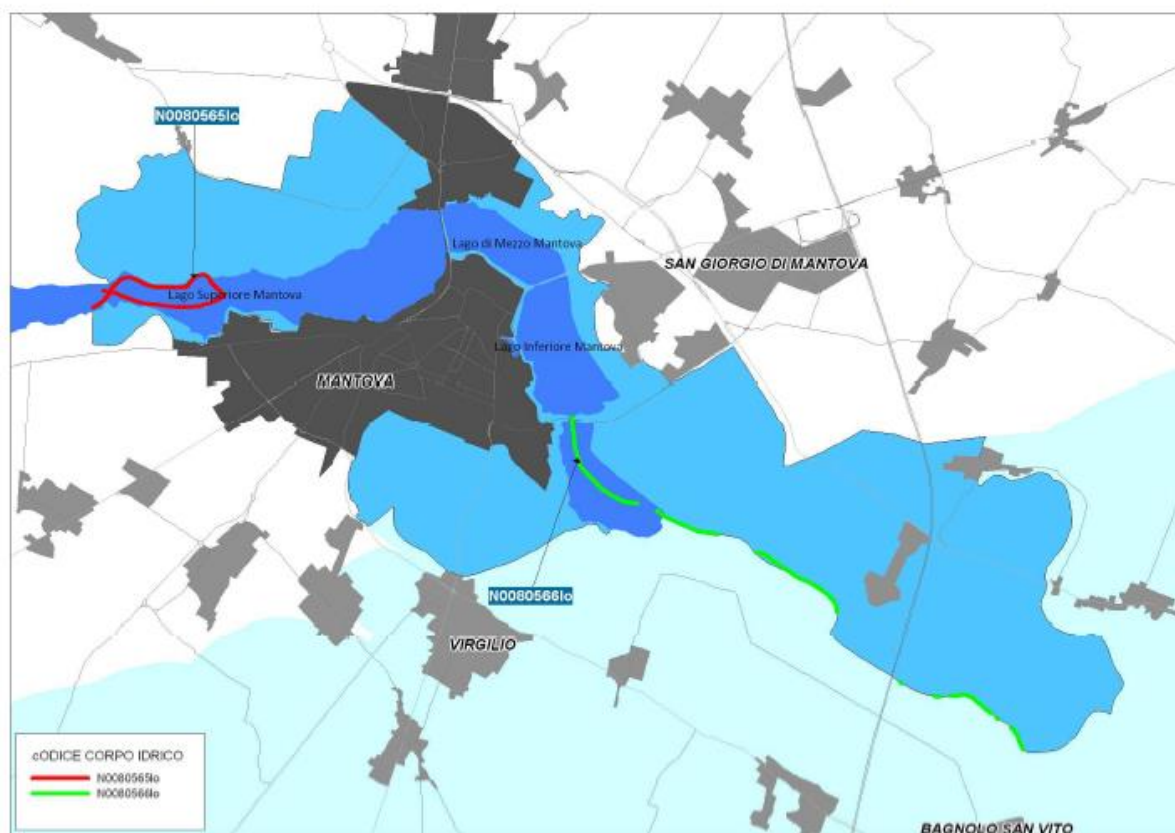 N0080565lo
Lago di Mezzo Mantova
SAN GIORGIO DI MANTOVA
Lago Superiore Mantova
Lago Inferiore Mantova
MANTOVA
N0080566lo
VIRGILIO
cODICE CORPO IDRICO
N0080565lo
N0080566lo
BAGNOLO SAN VITO